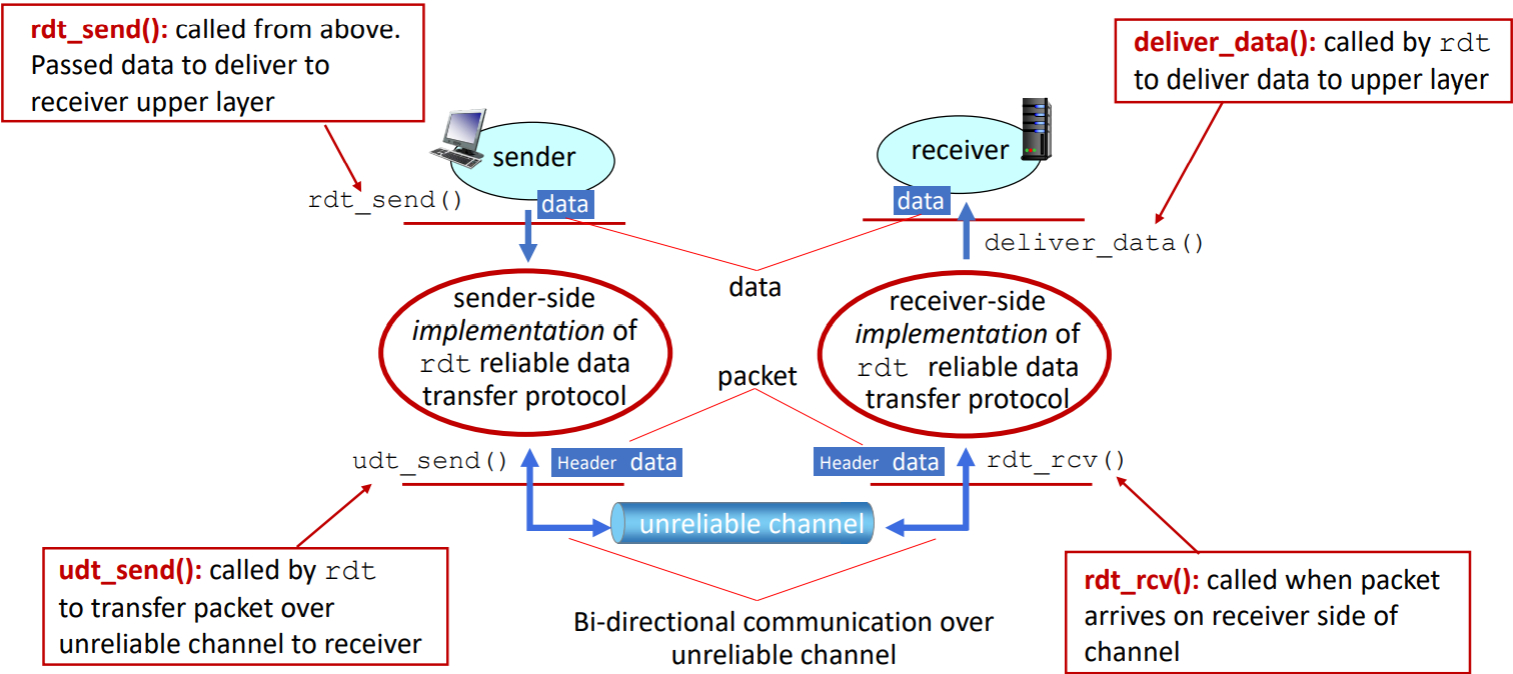 rdt_send(): called from above.
Passed data to deliver to
receiver upper layer
deliver_data(): called by rdt
to deliver data to upper layer
sender
receiver
rdt_send()
data
data
deliver_data()
data
sender-side
implementation of
rdt reliable data
transfer protocol
receiver-side
implementation of
rdt reliable data
transfer protocol
packet
udt_send()
Header data
Header data
rdt_rcv()
unreliable channel
udt_send(): called by rdt
to transfer packet over
unreliable channel to receiver
Bi-directional communication over
unreliable channel
rdt_rcv(): called when packet
arrives on receiver side of
channel